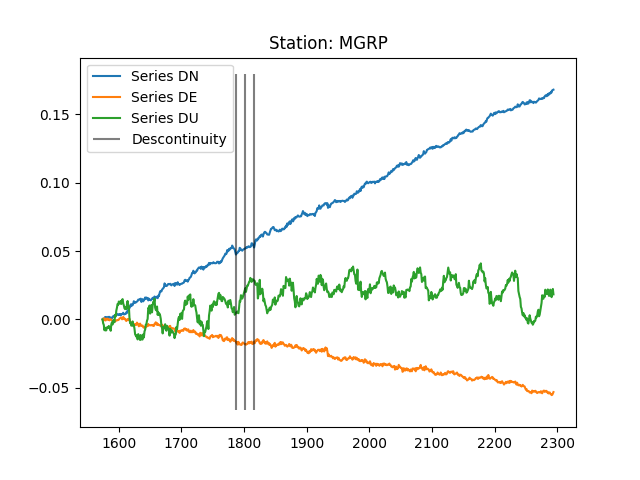 Station: MGRP
Series DN
Series DE
Series DU
Descontinuity
0.15
0.10
0.05
0.00
−0.05
1600 1700 1800 1900 2000 2100 2200 2300